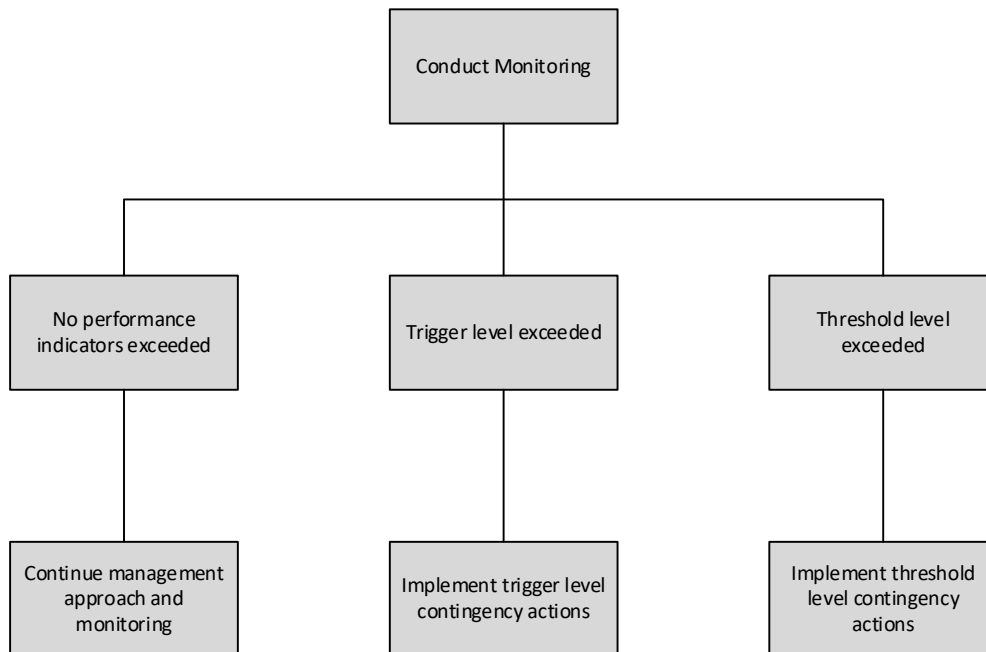 Conduct Monitoring
No performance
indicators exceeded
Trigger level exceeded
Threshold level
exceeded
Continue management
approach and
monitoring
Implement trigger level
contingency actions
Implement threshold
level contingency
actions